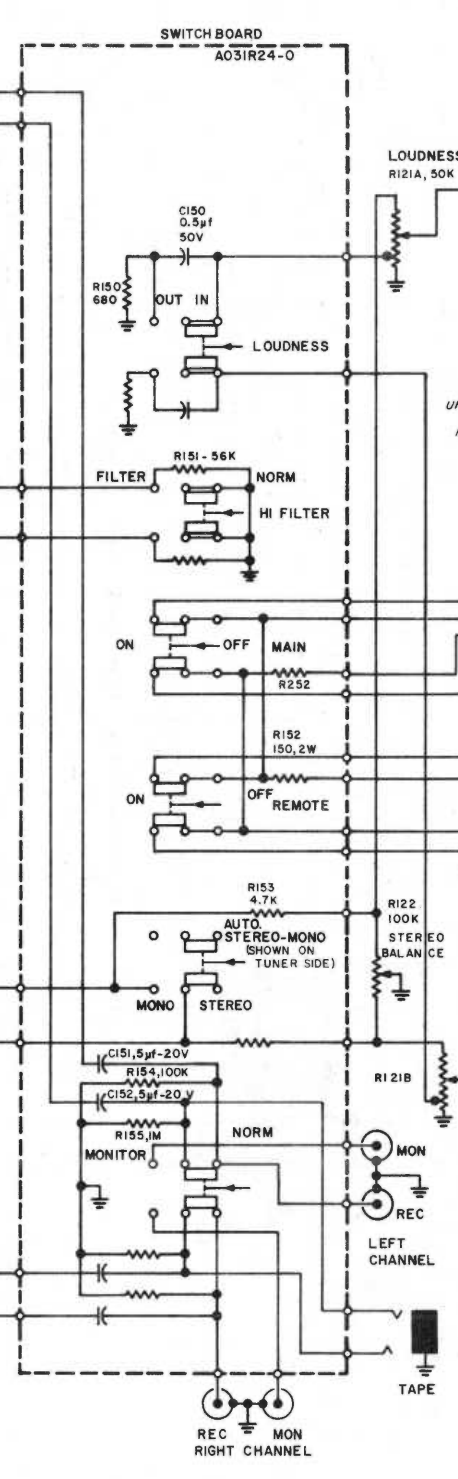 SWITCH BOARD
A031R24-0
LOUDNESS
R121A, 50K
C150
0.5µf
50V
R150
680
OUT IN
LOUDNESS
R151-56K
FILTER
NORM
HI FILTER
ON
OFF
MAIN
R252
R152
150,2W
ON
OFF
REMOTE
R153
4.7K
R122
100K
AUTO.
STEREO-MONO
(SHOWN ON
TUNER SIDE)
STEREO
BALANCE
MONO STEREO
C151,5µf-20V
R154,100K
C152,5µf-20V
R155,1M
R121B
NORM
MONITOR
MON
REC
LEFT
CHANNEL
TAPE
REC MON
RIGHT CHANNEL